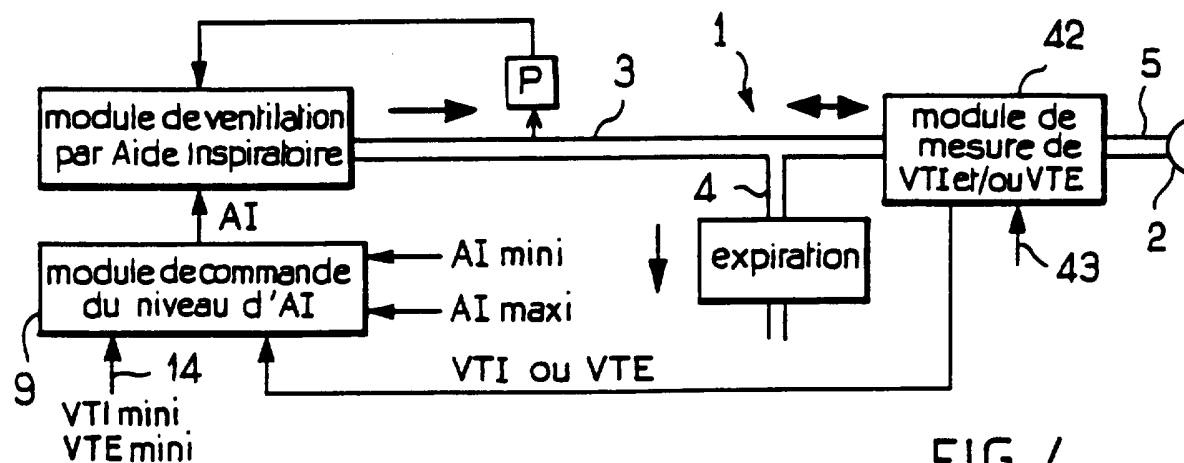 1
42
5
P
3
module de ventilation
par Aide Inspiratoire
module de
mesure de
VTI et/ou VTE
4
2
AI
expiration
43
module de commande
du niveau d'AI
AI mini
AI maxi
9
14
VTI ou VTE
VTI mini
VTE mini
FIG.